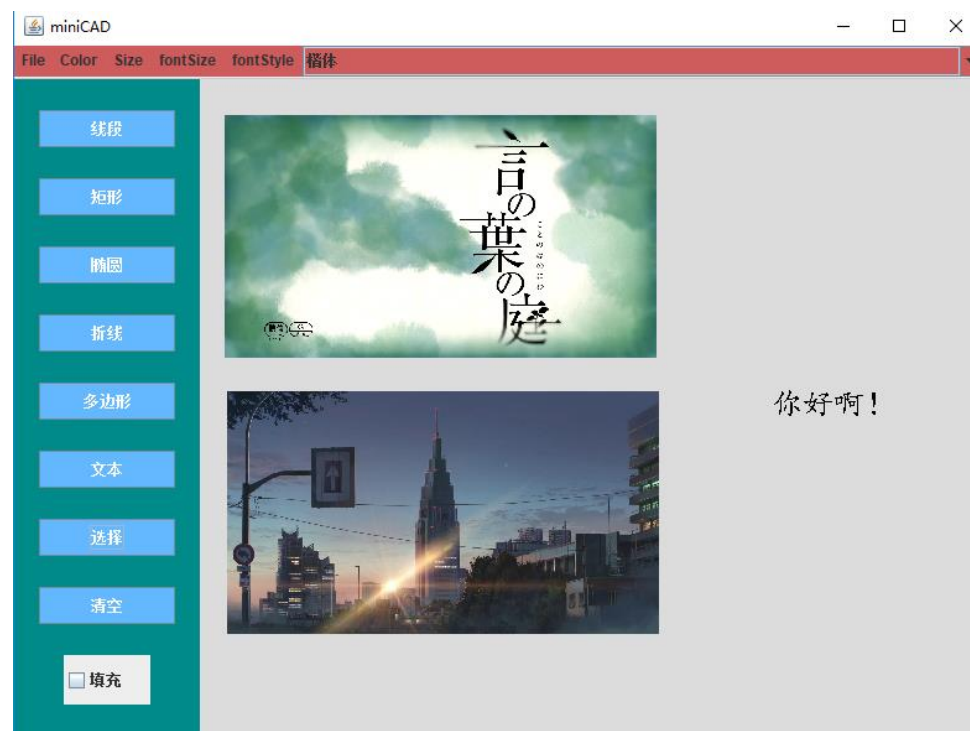 miniCAD
File Color Size fontSize fontStyle 楷体
线段
矩形
椭圆
折线
多边形
文本
选择
清空
填充
言の葉の庭
你好啊！